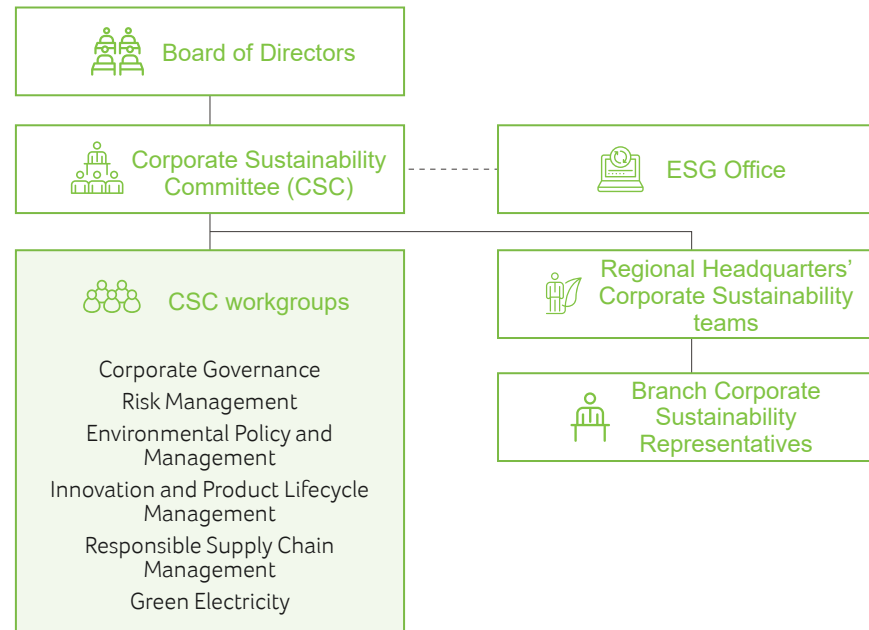 Board of Directors
Corporate Sustainability
Committee (CSC)
ESG Office
CSC workgroups
Corporate Governance
Risk Management
Environmental Policy and
Management
Innovation and Product Lifecycle
Management
Responsible Supply Chain
Management
Green Electricity
Regional Headquarters’
Corporate Sustainability
teams
Branch Corporate
Sustainability
Representatives